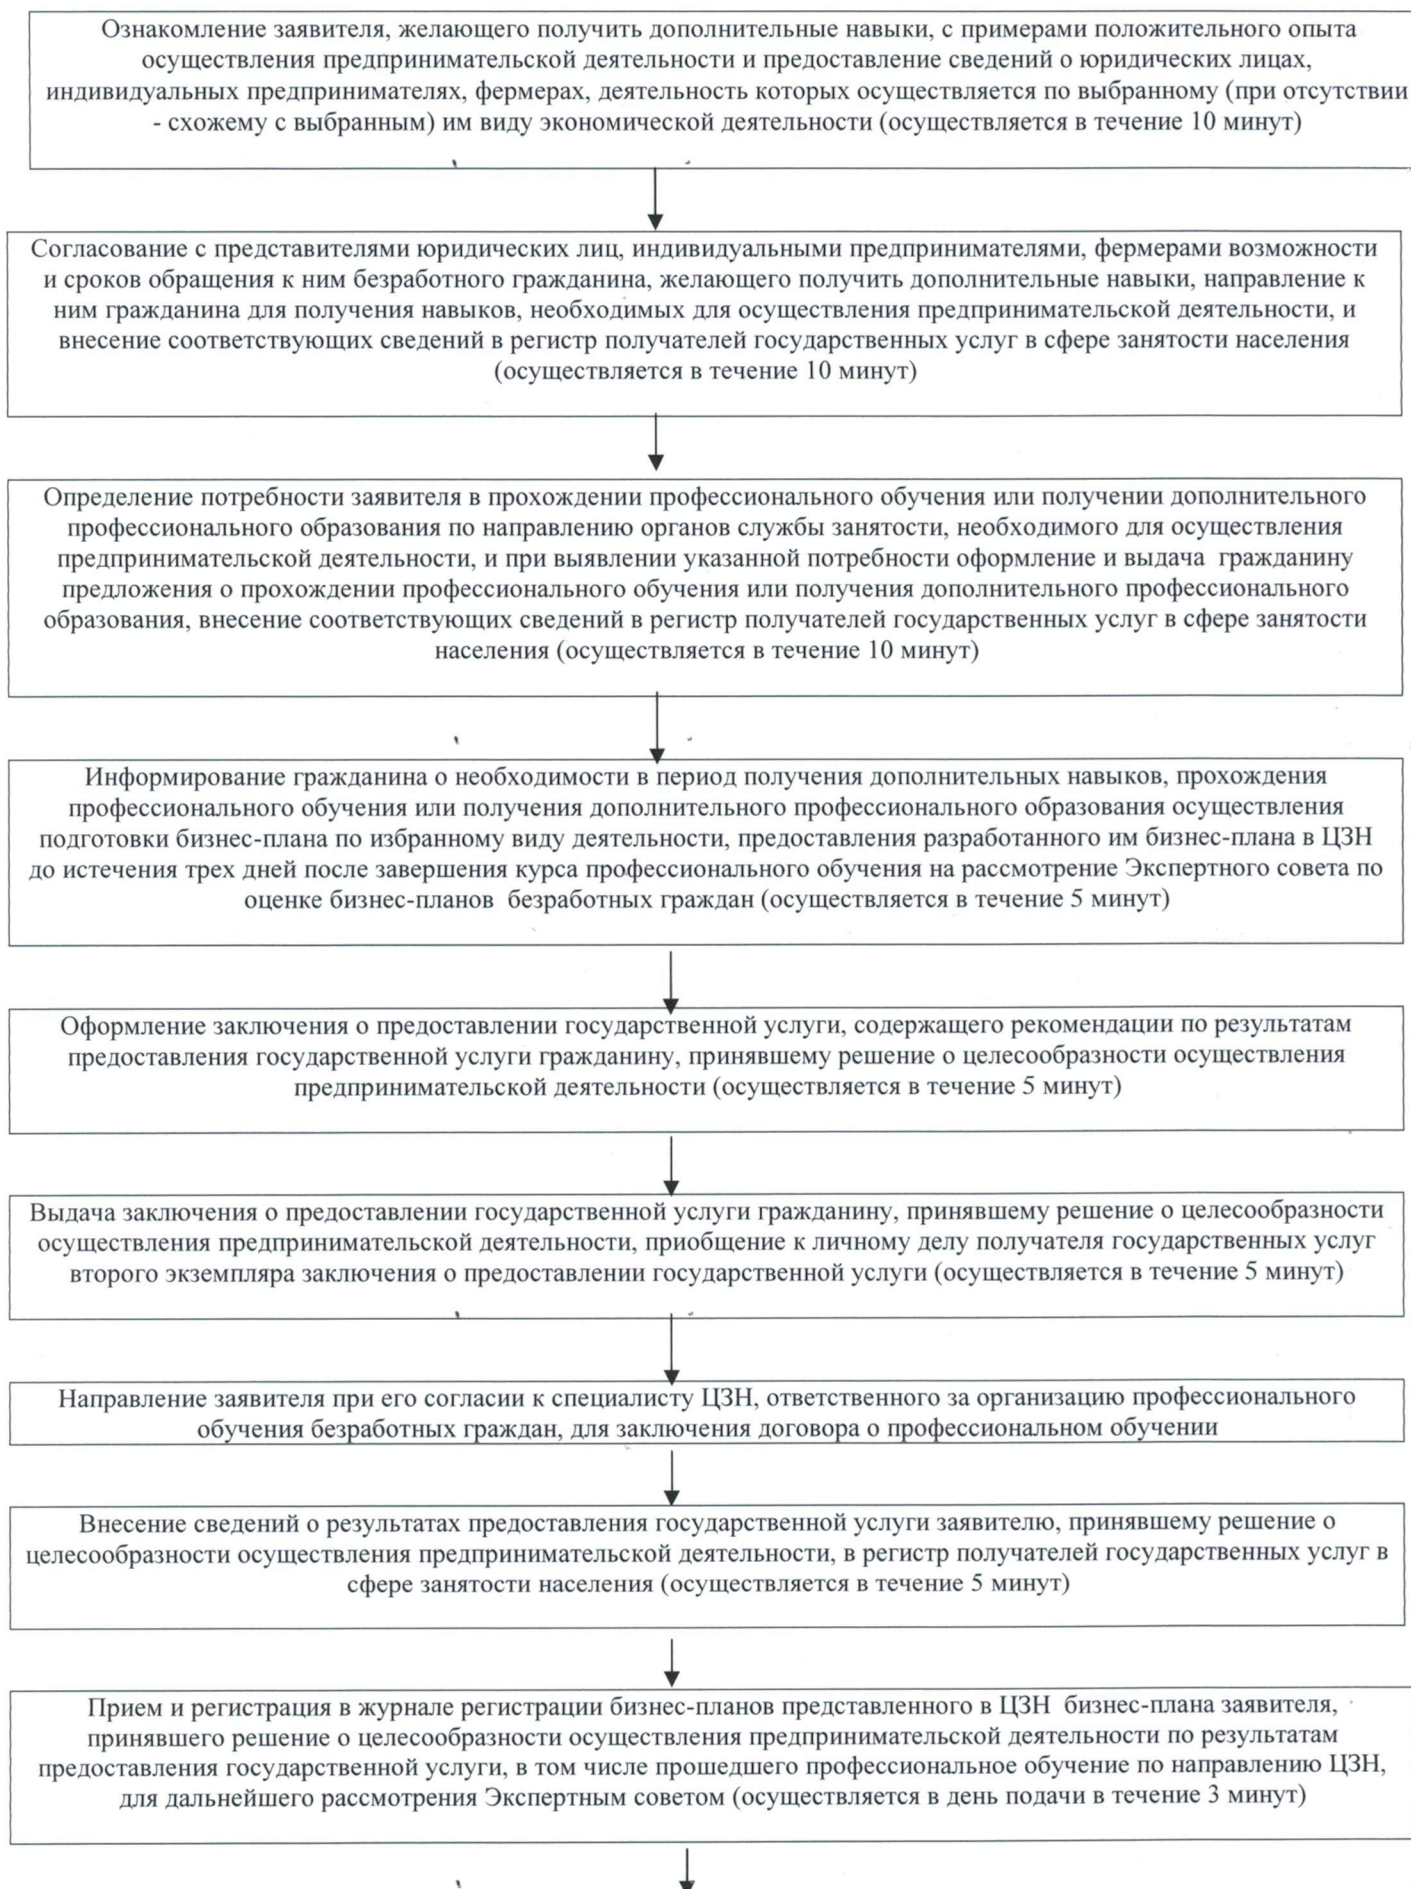 Ознакомление заявителя, желающего получить дополнительные навыки, с примерами положительного опыта
осуществления предпринимательской деятельности и предоставление сведений о юридических лицах,
индивидуальных предпринимателях, фермерах, деятельность которых осуществляется по выбранному (при отсутствии
- схожему с выбранным) им виду экономической деятельности (осуществляется в течение 10 минут)
Согласование с представителями юридических лиц, индивидуальными предпринимателями, фермерами возможности
и сроков обращения к ним безработного гражданина, желающего получить дополнительные навыки, направление к
ним гражданина для получения навыков, необходимых для осуществления предпринимательской деятельности, и
внесение соответствующих сведений в регистр получателей государственных услуг в сфере занятости населения
(осуществляется в течение 10 минут)
Определение потребности заявителя в прохождении профессионального обучения или получении дополнительного
профессионального образования по направлению органов службы занятости, необходимого для осуществления
предпринимательской деятельности, и при выявлении указанной потребности оформление и выдача гражданину
предложения о прохождении профессионального обучения или получения дополнительного профессионального
образования, внесение соответствующих сведений в регистр получателей государственных услуг в сфере занятости
населения (осуществляется в течение 10 минут)
Информирование гражданина о необходимости в период получения дополнительных навыков, прохождения
профессионального обучения или получения дополнительного профессионального образования осуществления
подготовки бизнес-плана по избранному виду деятельности, предоставления разработанного им бизнес-плана в ЦЗН
до истечения трех дней после завершения курса профессионального обучения на рассмотрение Экспертного совета по
оценке бизнес-планов безработных граждан (осуществляется в течение 5 минут)
Оформление заключения о предоставлении государственной услуги, содержащего рекомендации по результатам
предоставления государственной услуги гражданину, принявшему решение о целесообразности осуществления
предпринимательской деятельности (осуществляется в течение 5 минут)
Выдача заключения о предоставлении государственной услуги гражданину, принявшему решение о целесообразности
осуществления предпринимательской деятельности, приобщение к личному делу получателя государственных услуг
второго экземпляра заключения о предоставлении государственной услуги (осуществляется в течение 5 минут)
Направление заявителя при его согласии к специалисту ЦЗН, ответственного за организацию профессионального
обучения безработных граждан, для заключения договора о профессиональном обучении
Внесение сведений о результатах предоставления государственной услуги заявителю, принявшему решение о
целесообразности осуществления предпринимательской деятельности, в регистр получателей государственных услуг в
сфере занятости населения (осуществляется в течение 5 минут)
Прием и регистрация в журнале регистрации бизнес-планов представленного в ЦЗН бизнес-плана заявителя,
принявшего решение о целесообразности осуществления предпринимательской деятельности по результатам
предоставления государственной услуги, в том числе прошедшего профессиональное обучение по направлению ЦЗН,
для дальнейшего рассмотрения Экспертным советом (осуществляется в день подачи в течение 3 минут)